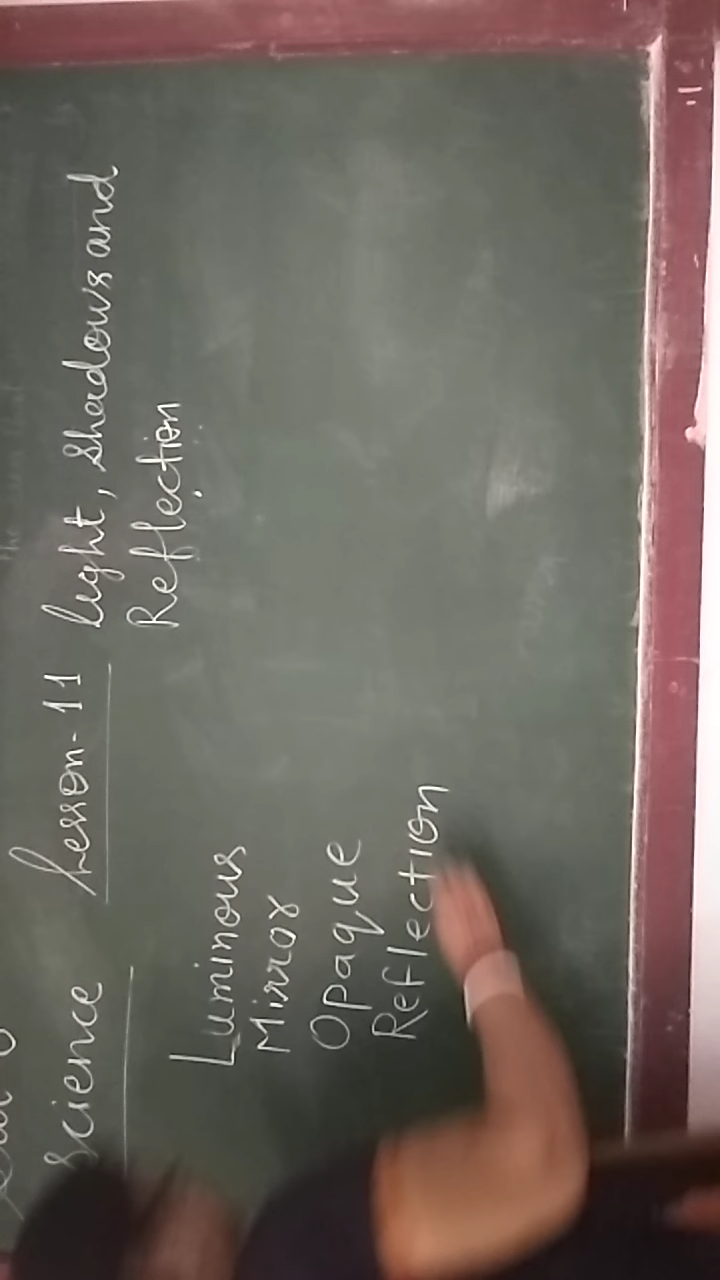 science Lesson-11 Light, Shadows and
Reflection
Luminous
Mirror
Opaque
Reflection